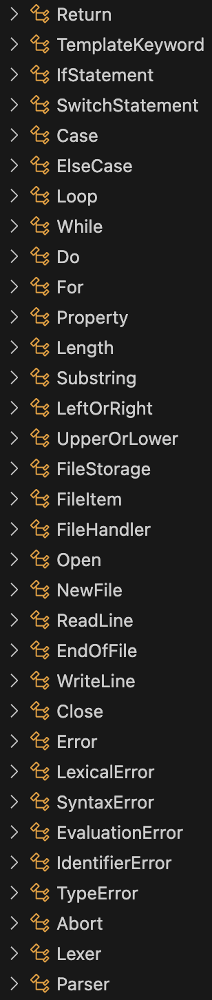 Return
TemplateKeyword
IfStatement
SwitchStatement
Case
ElseCase
Loop
While
Do
For
Property
Length
Substring
LeftOrRight
UpperOrLower
FileStorage
FileItem
FileHandler
Open
NewFile
ReadLine
EndOfFile
WriteLine
Close
Error
LexicalError
SyntaxError
EvaluationError
IdentifierError
TypeError
Abort
Lexer
Parser